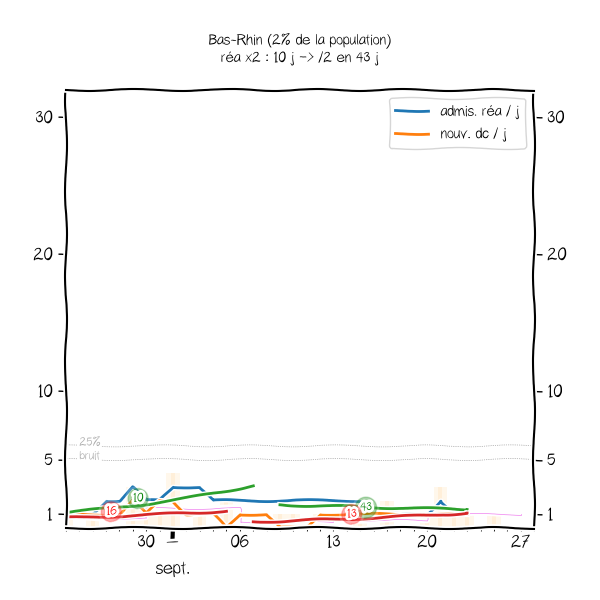 Bas-Rhin (2% de la population)
réa x2 : 10 j -> /2 en 43 j
admis. réa / j
nouv. dc / j
30 30
20 20
10 10
25%
bruit
5 5
10
43
16
13
1 1
30 06 13 20 27
sept.